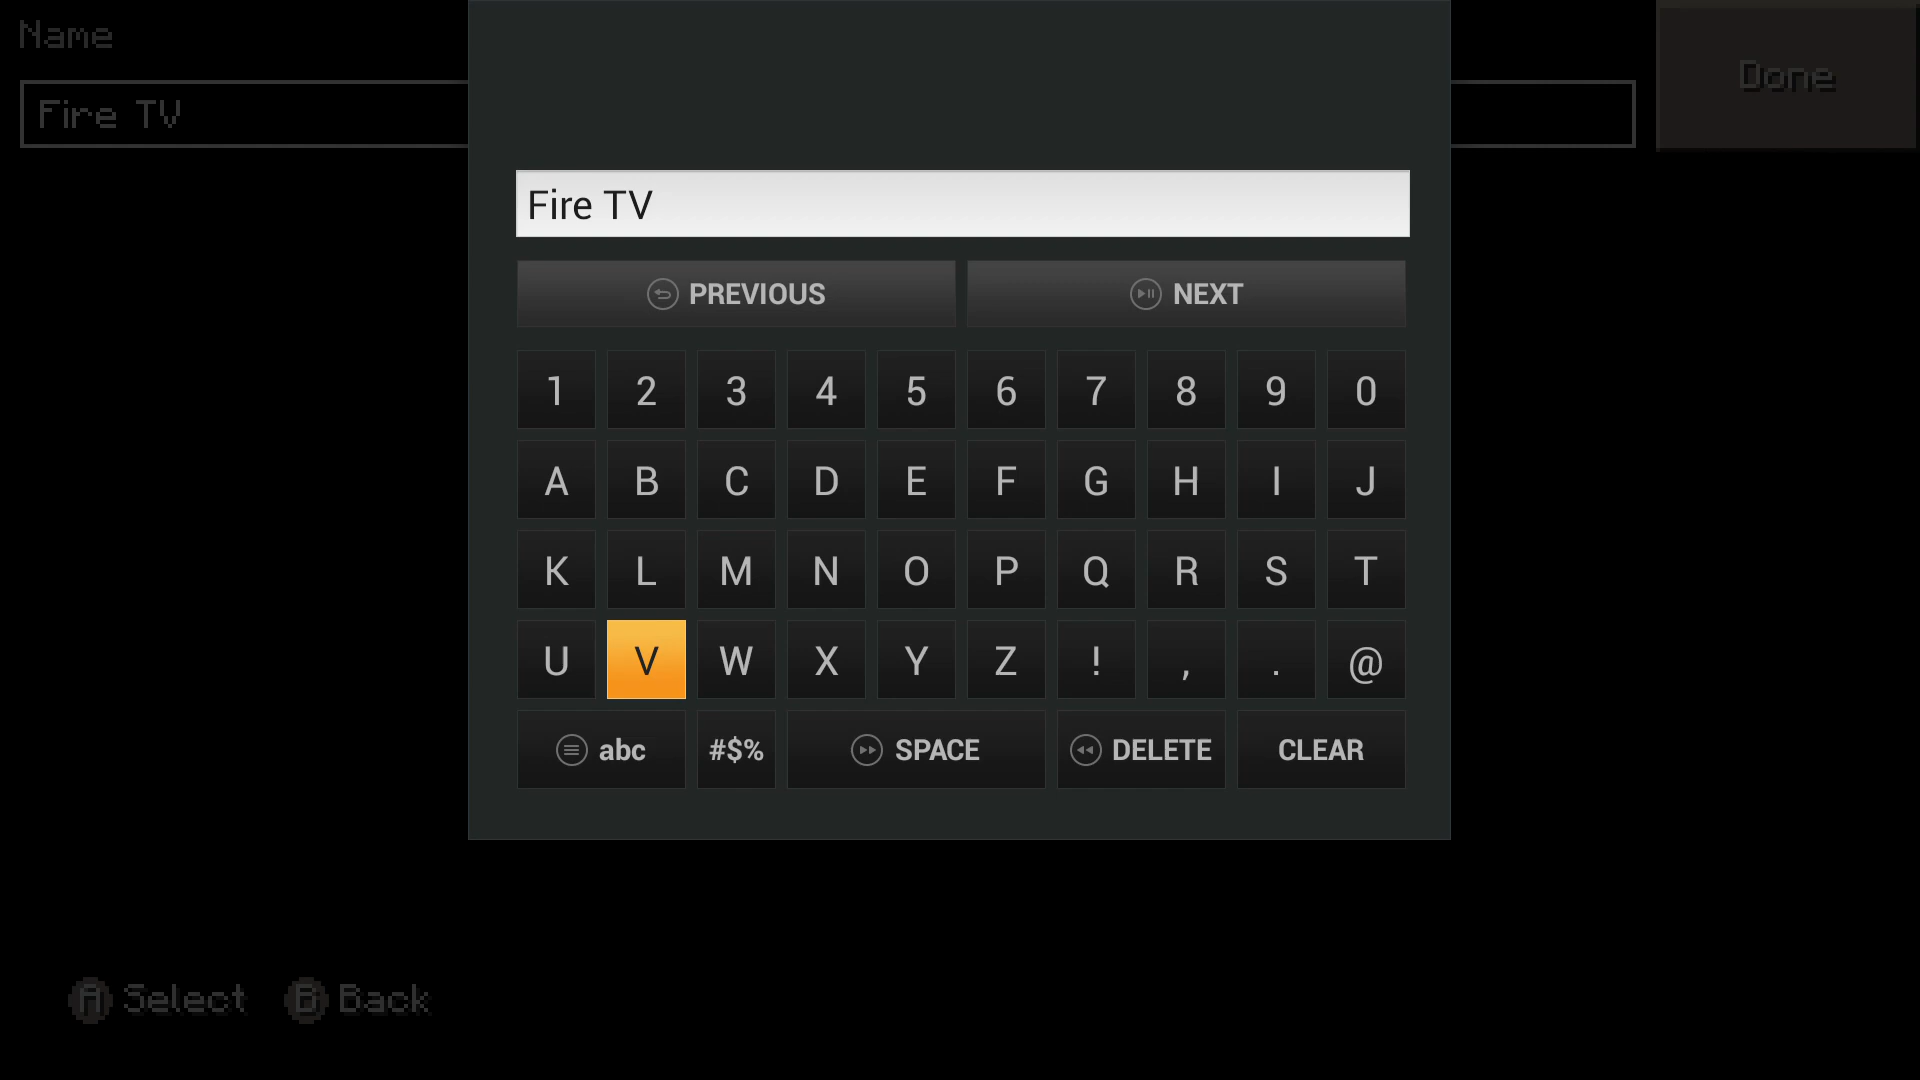 Name
Done
Fire TV
Fire TV
PREVIOUS NEXT
1 2 3 4 5 6 7 8 9 0
A B C D E F G H I J
K L M N O P Q R S T
U V W X Y Z ! , . @
abc #$% SPACE DELETE CLEAR
A Select B Back